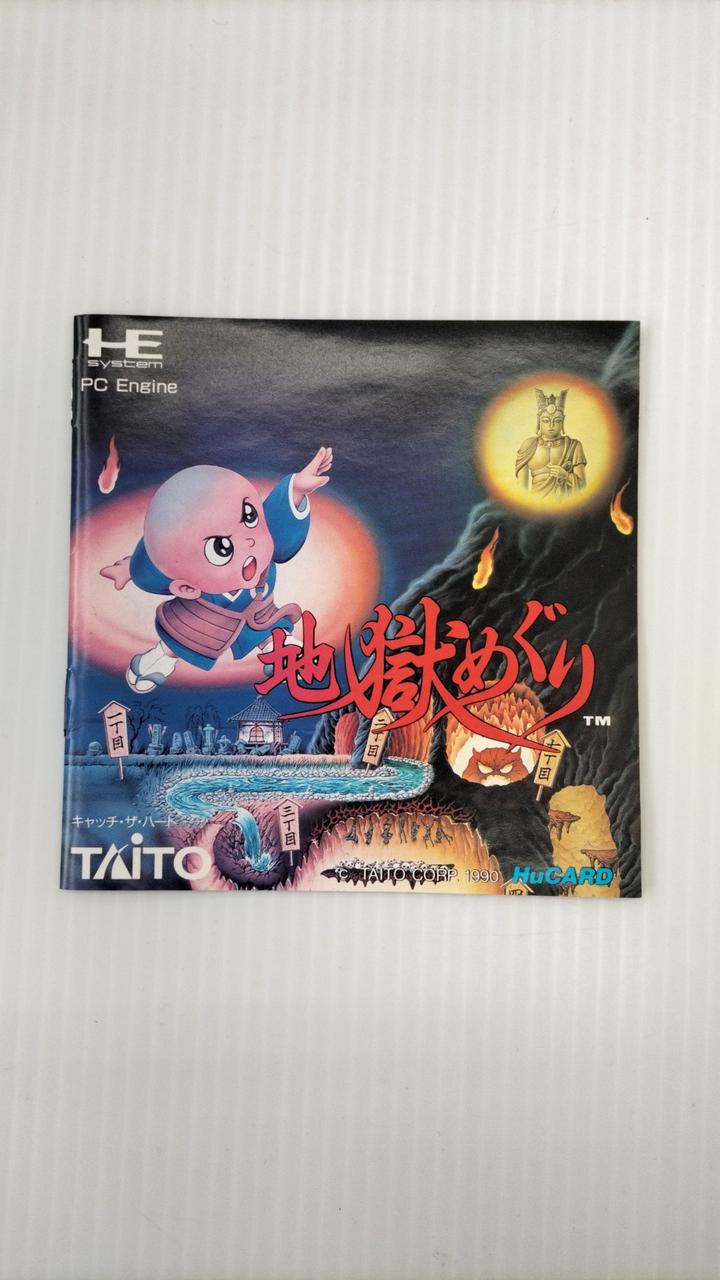 HE
system
PC Engine
地獄めぐり
TM
一丁目
二丁目
七丁目
三丁目
キャッチ・ザ・ハート
TAITO
© TAITO CORP. 1990
HuCARD